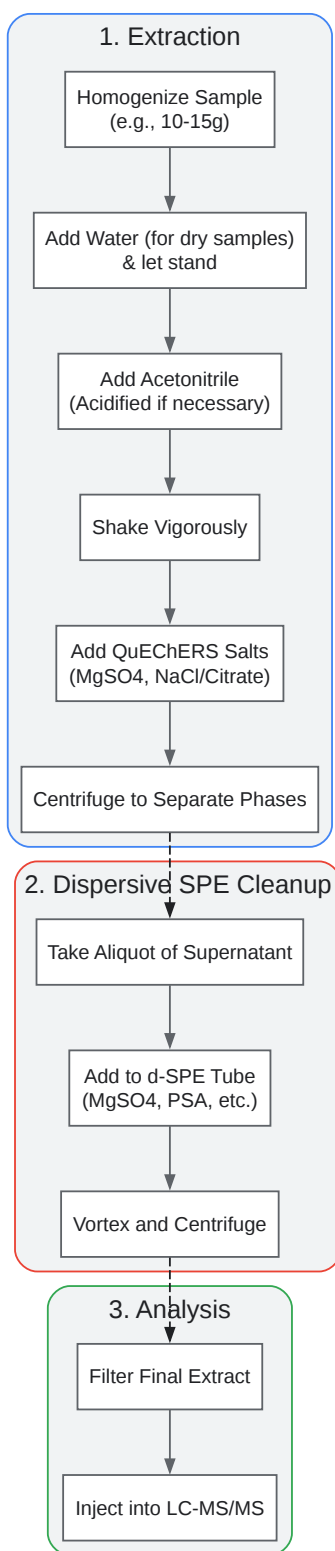 1. Extraction
Homogenize Sample
(e.g., 10-15g)
Add Water (for dry samples)
& let stand
Add Acetonitrile
(Acidified if necessary)
Shake Vigorously
Add QuEChERS Salts
(MgSO4, NaCl/Citrate)
Centrifuge to Separate Phases
2. Dispersive SPE Cleanup
Take Aliquot of Supernatant
Add to d-SPE Tube
(MgSO4, PSA, etc.)
Vortex and Centrifuge
3. Analysis
Filter Final Extract
Inject into LC-MS/MS